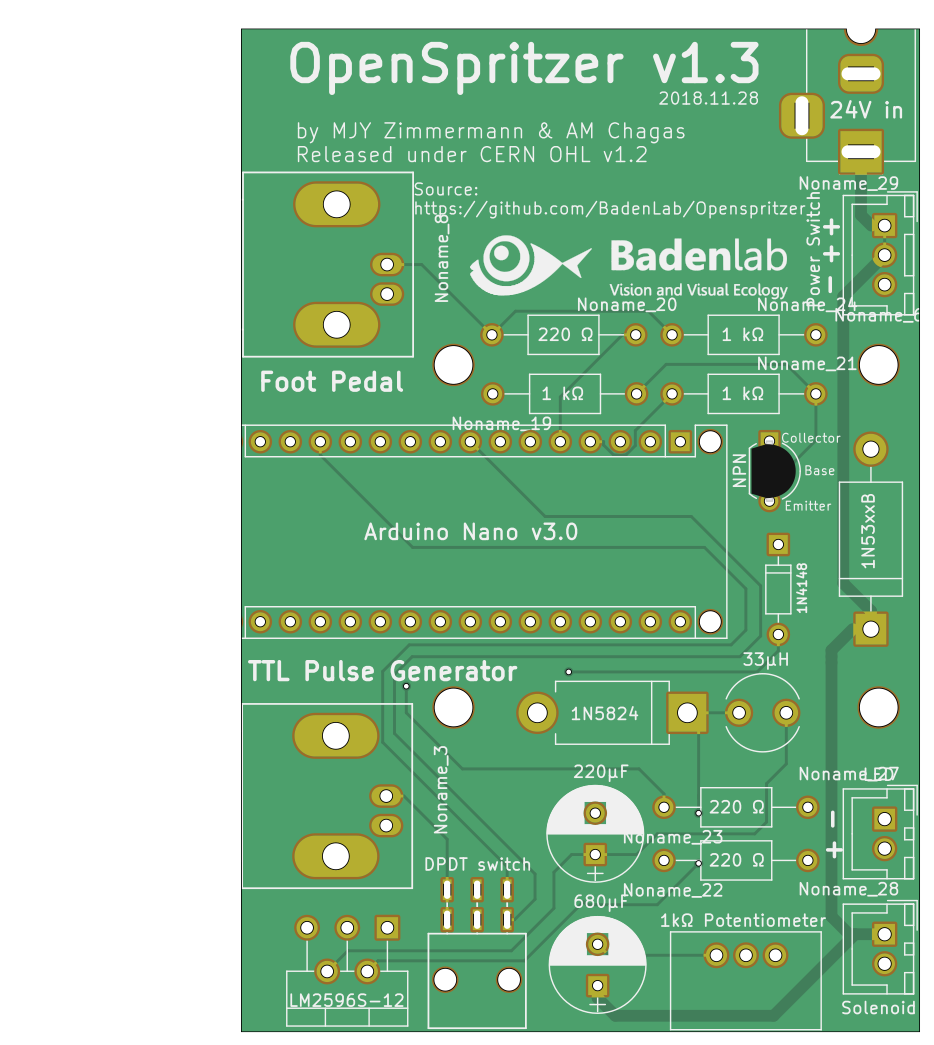 OpenSpritzer v1.3
2018.11.28
24V in
by MJY Zimmermann & AM Chagas
Released under CERN OHL v1.2
Noname_29
Source:
https://github.com/BadenLab/Openspritzer
Noname_8
Power Switch
+
+
-
Badenlab
Vision and Visual Ecology
Noname_20
Noname_24
220 Ω
1 kΩ
Noname_21
Foot Pedal
1 kΩ
1 kΩ
Noname_19
Collector
NPN
Base
Emitter
Arduino Nano v3.0
1N53xxB
1N4148
33µH
TTL Pulse Generator
1N5824
Noname_3
220µF
Noname_27
LED
220 Ω
-
Noname_23
+
DPDT switch
220 Ω
+
Noname_22
Noname_28
680µF
1kΩ Potentiometer
LM2596S-12
+
Solenoid